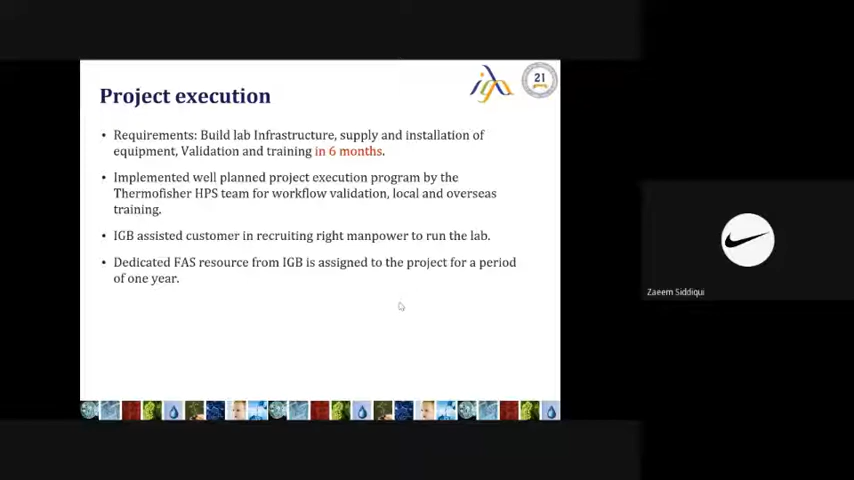 21
Project execution
• Requirements: Build lab Infrastructure, supply and installation of
equipment, Validation and training in 6 months.
• Implemented well planned project execution program by the
Thermofisher HPS team for workflow validation, local and overseas
training.
• IGB assisted customer in recruiting right manpower to run the lab.
• Dedicated FAS resource from IGB is assigned to the project for a period
of one year.
Zaeem Siddiqui